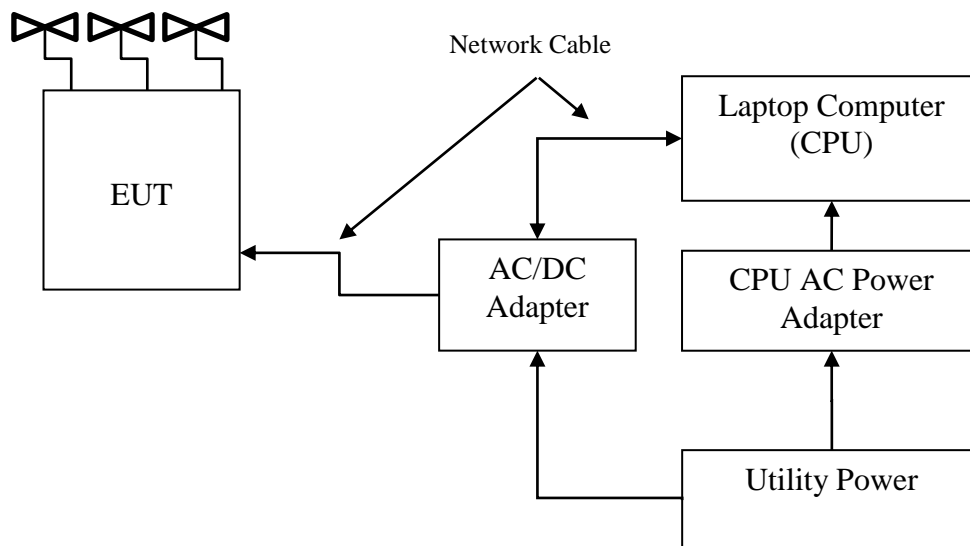 Network Cable
Laptop Computer
(CPU)
EUT
AC/DC
Adapter
CPU AC Power
Adapter
Utility Power